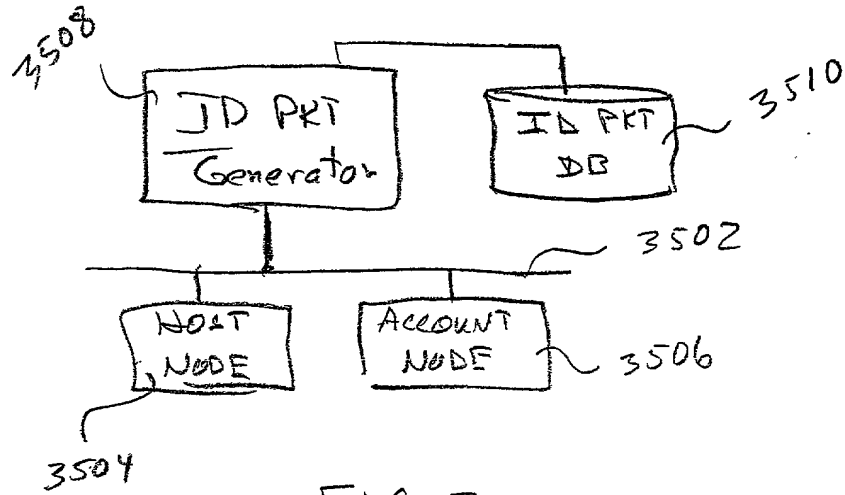 3508
ID PKT
Generator
ID PKT
DB
3510
3502
HOST
NODE
ACCOUNT
NODE
3506
3504